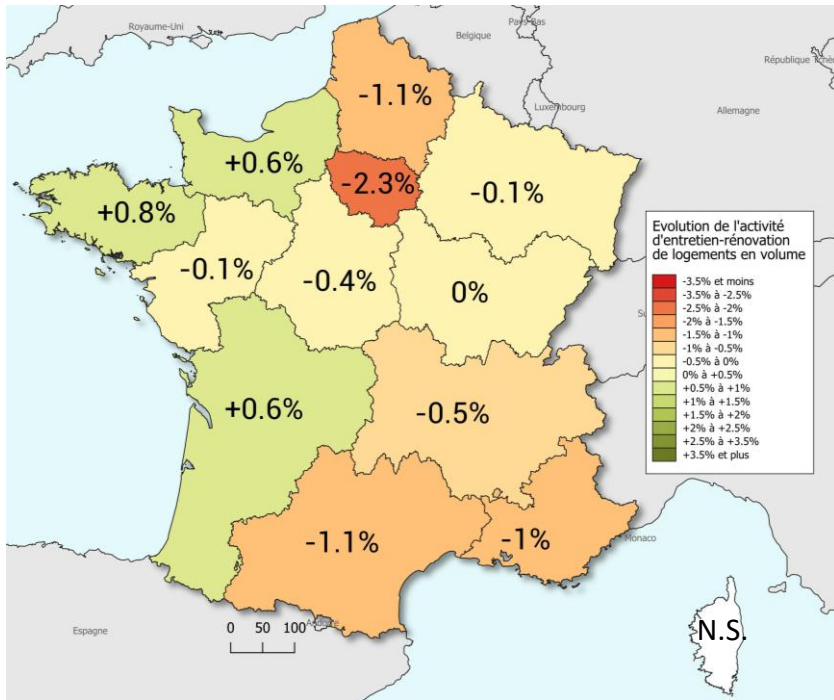 Royaume-Uni
Pays-Bas
Belgique
République Tchè
Luxembourg
Allemagne
-1.1%
+0.6%
-2.3%
-0.1%
+0.8%
-0.1%
-0.4%
0%
Evolution de l'activité
d'entretien-rénovation
de logements en volume
-3.5% et moins
-3.5% à -2.5%
-2.5% à -2%
-2% à -1.5%
-1.5% à -1%
-1% à -0.5%
-0.5% à 0%
0% à +0.5%
+0.5% à +1%
+1% à +1.5%
+1.5% à +2%
+2% à +2.5%
+2.5% à +3.5%
+3.5% et plus
Su
+0.6%
-0.5%
-1.1%
-1%
Monaco
Andorre
Espagne
0 50 100
N.S.